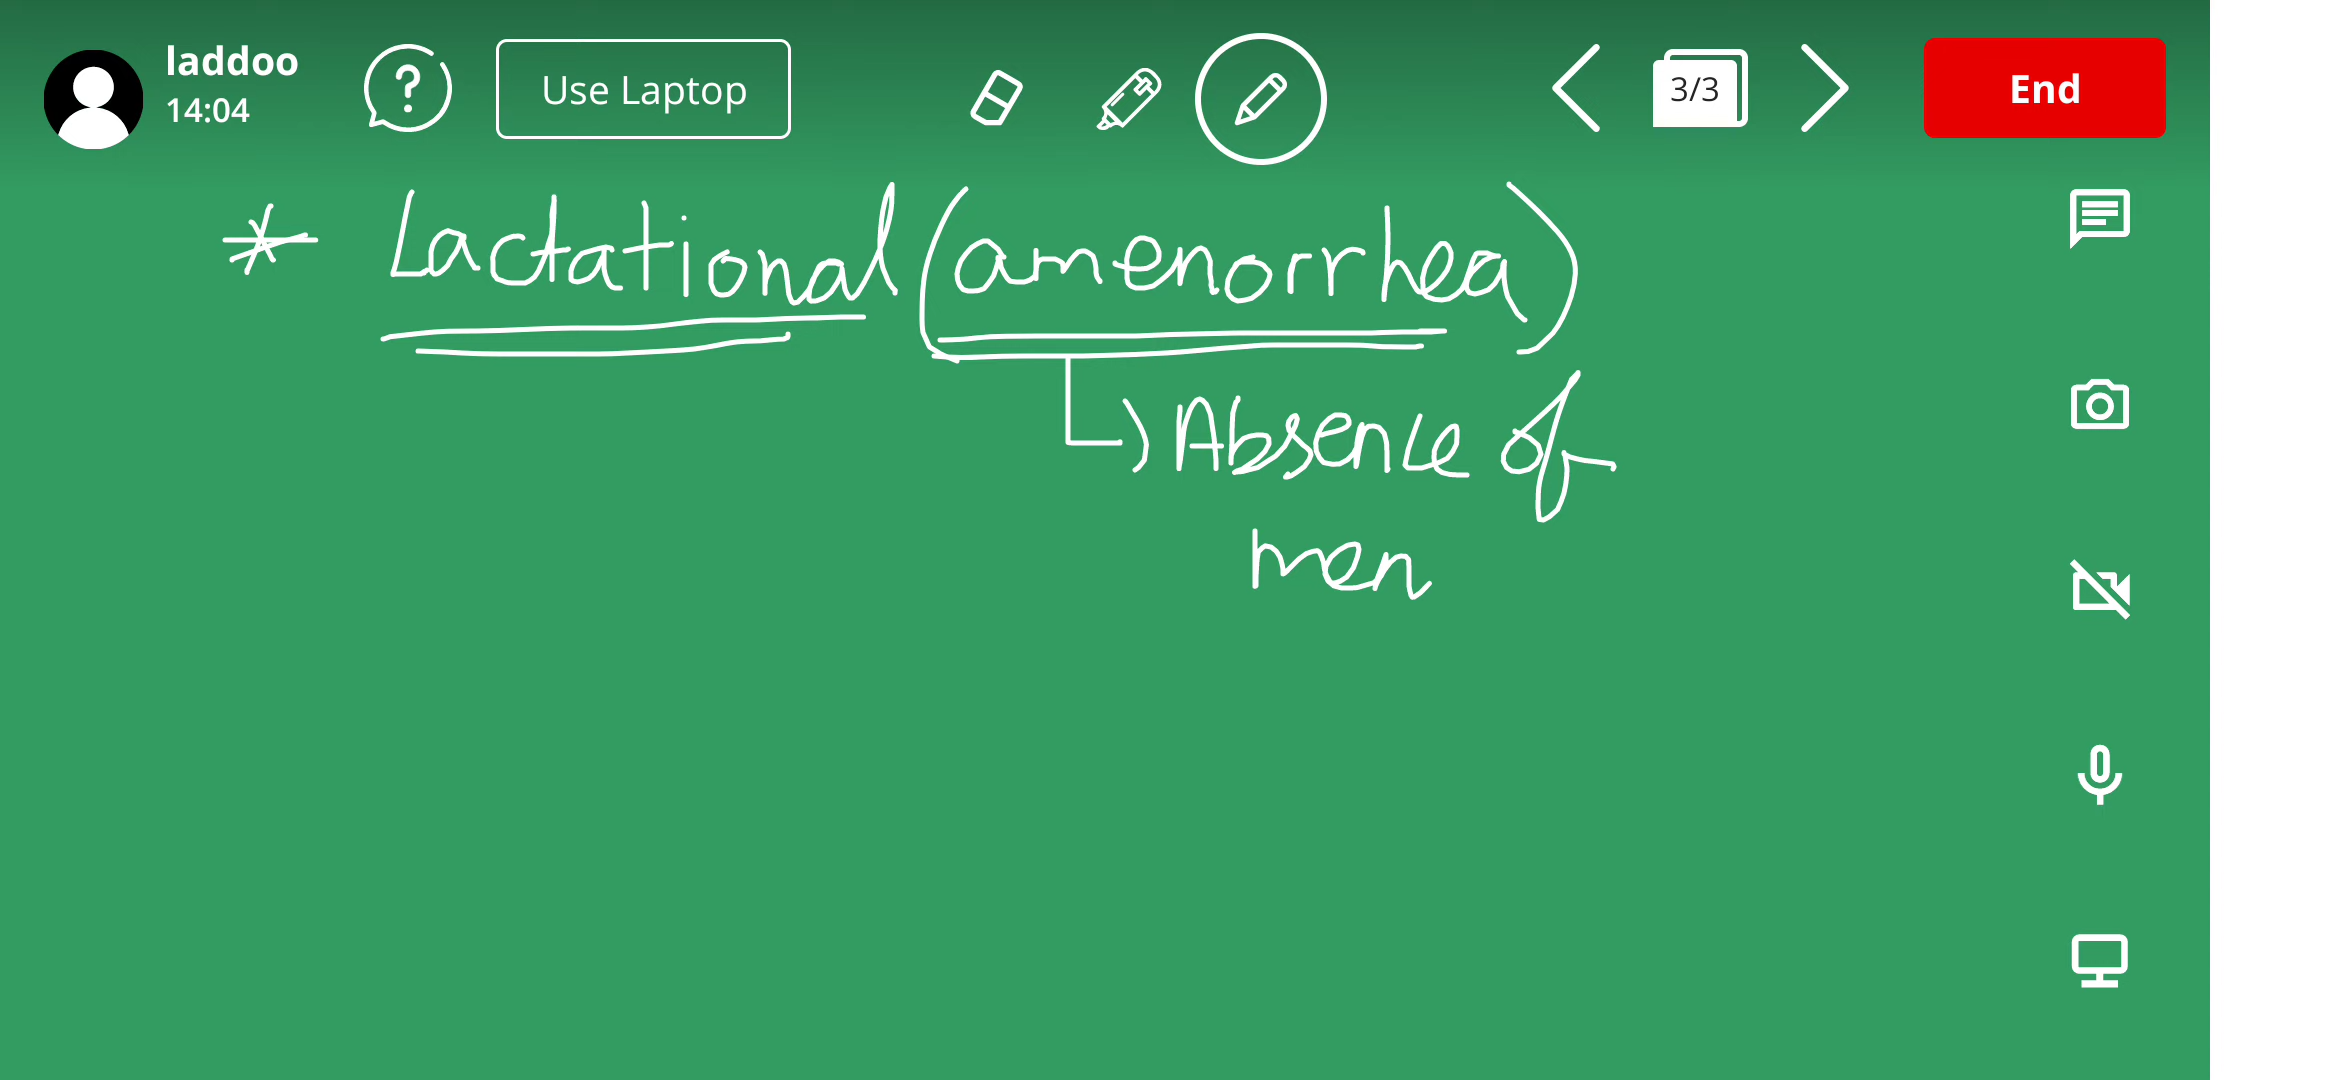 laddoo
14:04
Use Laptop
3/3
End
* Lactational (amenorrhea)
Absence of
men